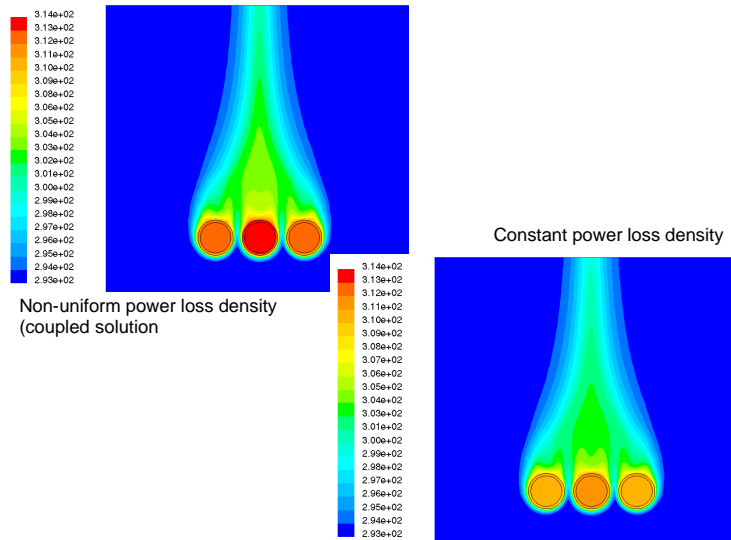 3.14e+02
3.13e+02
3.12e+02
3.11e+02
3.10e+02
3.09e+02
3.08e+02
3.06e+02
3.05e+02
3.04e+02
3.03e+02
3.02e+02
3.01e+02
3.00e+02
2.99e+02
2.98e+02
2.97e+02
2.96e+02
2.95e+02
2.94e+02
2.93e+02
Non-uniform power loss density
(coupled solution
Constant power loss density
3.14e+02
3.13e+02
3.12e+02
3.11e+02
3.10e+02
3.09e+02
3.08e+02
3.07e+02
3.06e+02
3.05e+02
3.04e+02
3.03e+02
3.01e+02
3.00e+02
2.99e+02
2.98e+02
2.97e+02
2.96e+02
2.95e+02
2.94e+02
2.93e+02